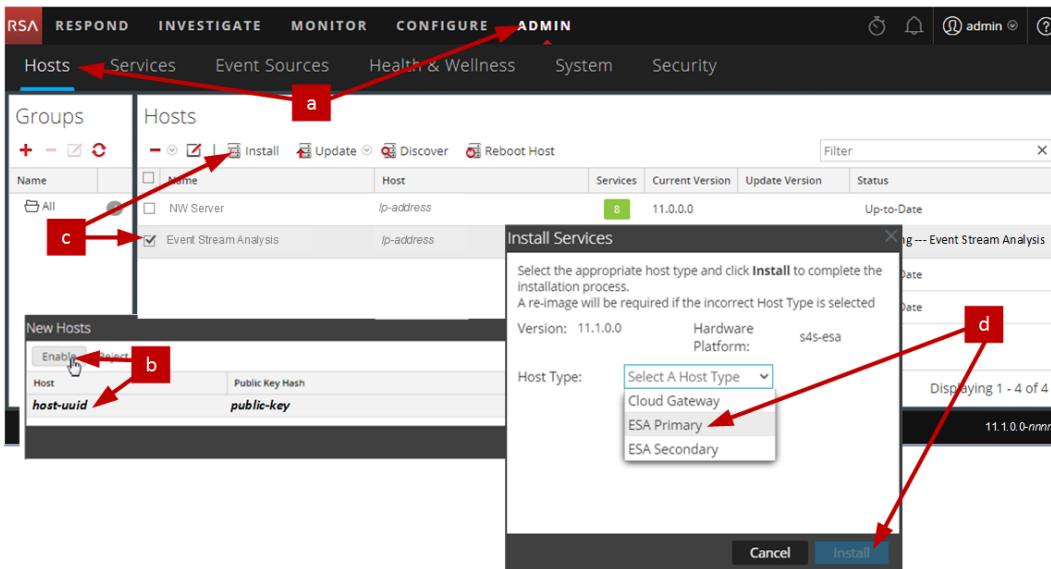 RSA RESPOND INVESTIGATE MONITOR CONFIGURE ADMIN admin
Hosts Services Event Sources Health & Wellness System Security
a
Groups Hosts
Install Update Discover Reboot Host Filter
Name Name Host Services Current Version Update Version Status
All NW Server Ip-address 8 11.0.0.0 Up-to-Date
c
Event Stream Analysis Ip-address ng --- Event Stream Analysis
Date
Date
Displaying 1 - 4 of 4
11.1.0.0-nnnn
New Hosts
Enable Reject
b
Host Public Key Hash
host-uuid public-key
Install Services
Select the appropriate host type and click Install to complete the
installation process.
A re-image will be required if the incorrect Host Type is selected
Version: 11.1.0.0 Hardware
Platform: s4s-esa
d
Host Type: Select A Host Type
Cloud Gateway
ESA Primary
ESA Secondary
Cancel Install